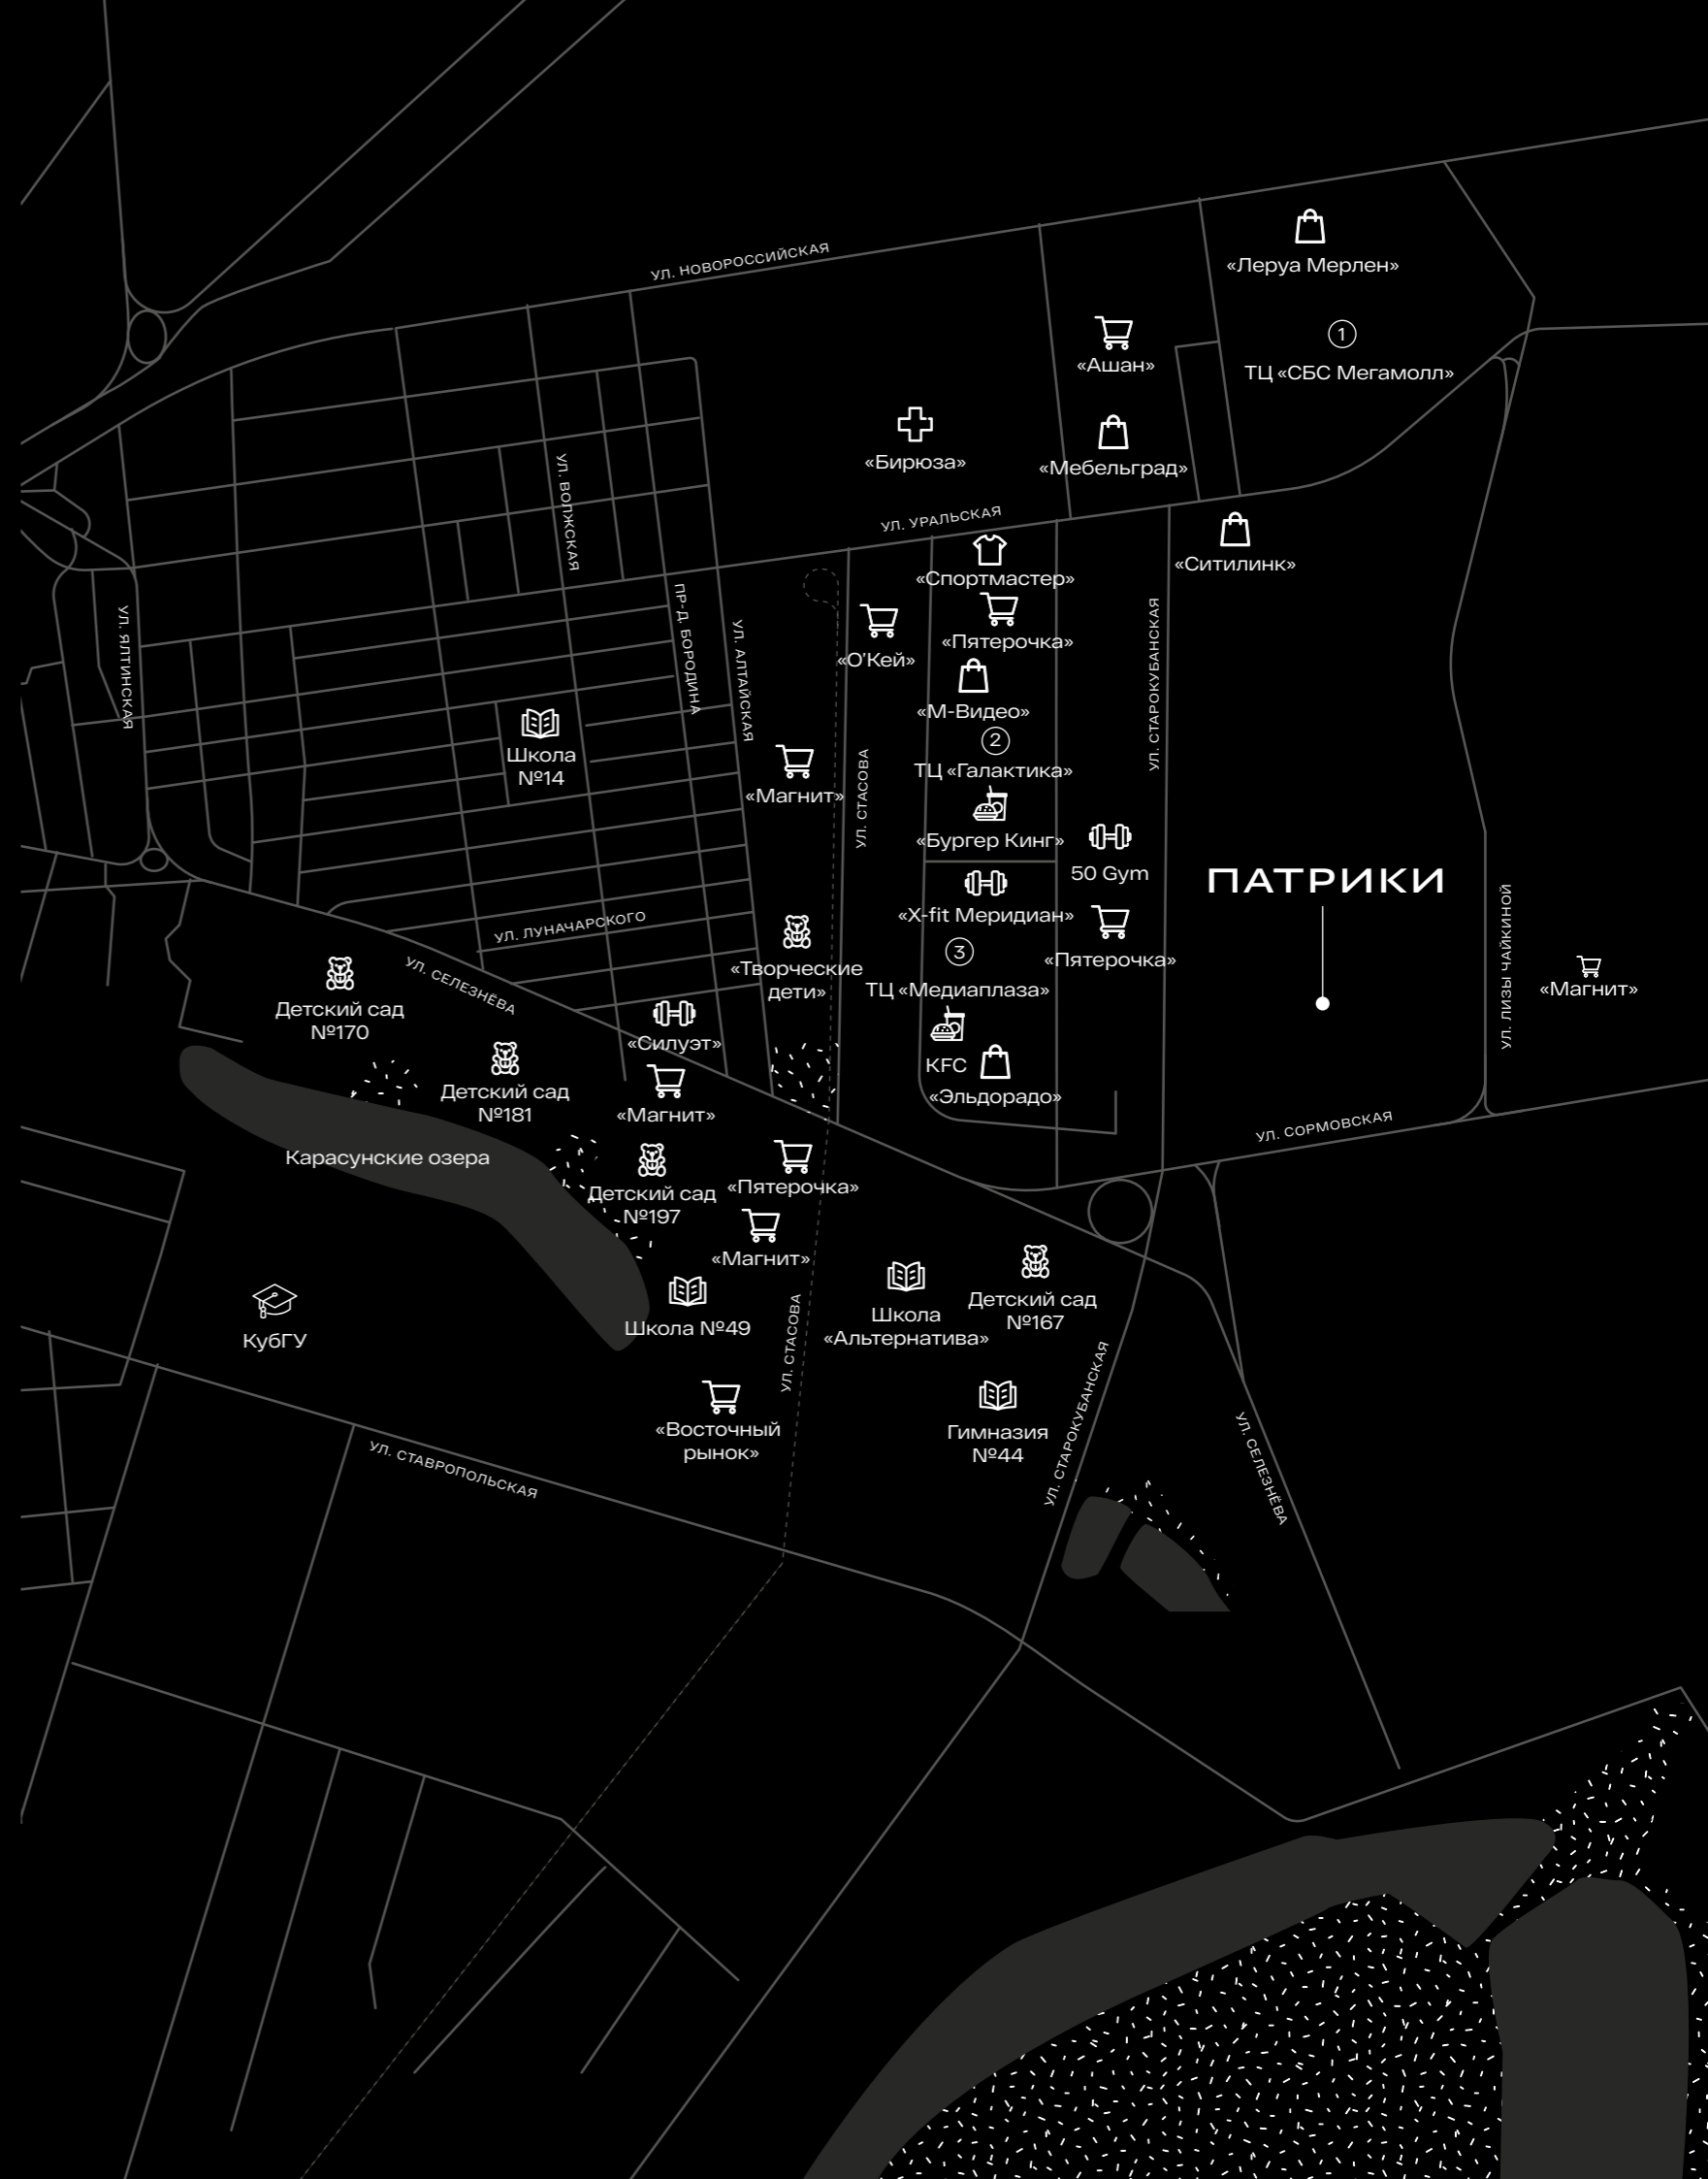 «Леруа Мерлен»
УЛ. НОВОРОССИЙСКАЯ
1
«Ашан»
ТЦ «СБС Мегамолл»
«Бирюза»
«Мебельград»
УЛ. ВОЛЖСКАЯ
УЛ. УРАЛЬСКАЯ
«Ситилинк»
«Спортмастер»
«Пятерочка»
«О'Кей»
УЛ. ЯЛТИНСКАЯ
ПР-Д. БОРОДИНА
УЛ. АЛТАЙСКАЯ
УЛ. СТАРОКУБАНСКАЯ
«М-Видео»
2
Школа
№14
ТЦ «Галактика»
«Магнит»
УЛ. СТАСОВА
«Бургер Кинг»
50 Gym
ПАТРИКИ
«X-fit Меридиан»
УЛ. ЛУНАЧАРСКОГО
3
«Пятерочка»
УЛ. СЕЛЕЗНЁВА
«Творческие
дети»
ТЦ «Медиаплаза»
УЛ. ЛИЗЫ ЧАЙКИНОЙ
«Магнит»
Детский сад
№170
«Силуэт»
KFC
Детский сад
№181
«Магнит»
«Эльдорадо»
УЛ. СОРМОВСКАЯ
Карасунские озера
Детский сад
№197
«Пятерочка»
«Магнит»
КубГУ
Школа №49
УЛ. СТАСОВА
Школа
«Альтернатива»
Детский сад
№167
УЛ. СТАРОКУБАНСКАЯ
«Восточный
рынок»
Гимназия
№44
УЛ. СЕЛЕЗНЁВА
УЛ. СТАВРОПОЛЬСКАЯ